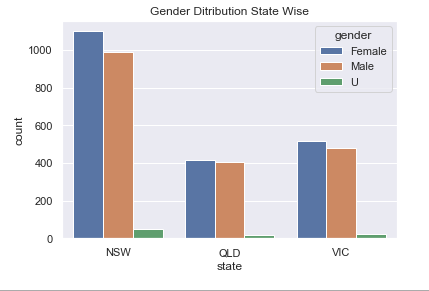 Gender Ditribution State Wise
gender
Female
Male
U
1000
800
600
400
200
0
count
NSW QLD VIC
state